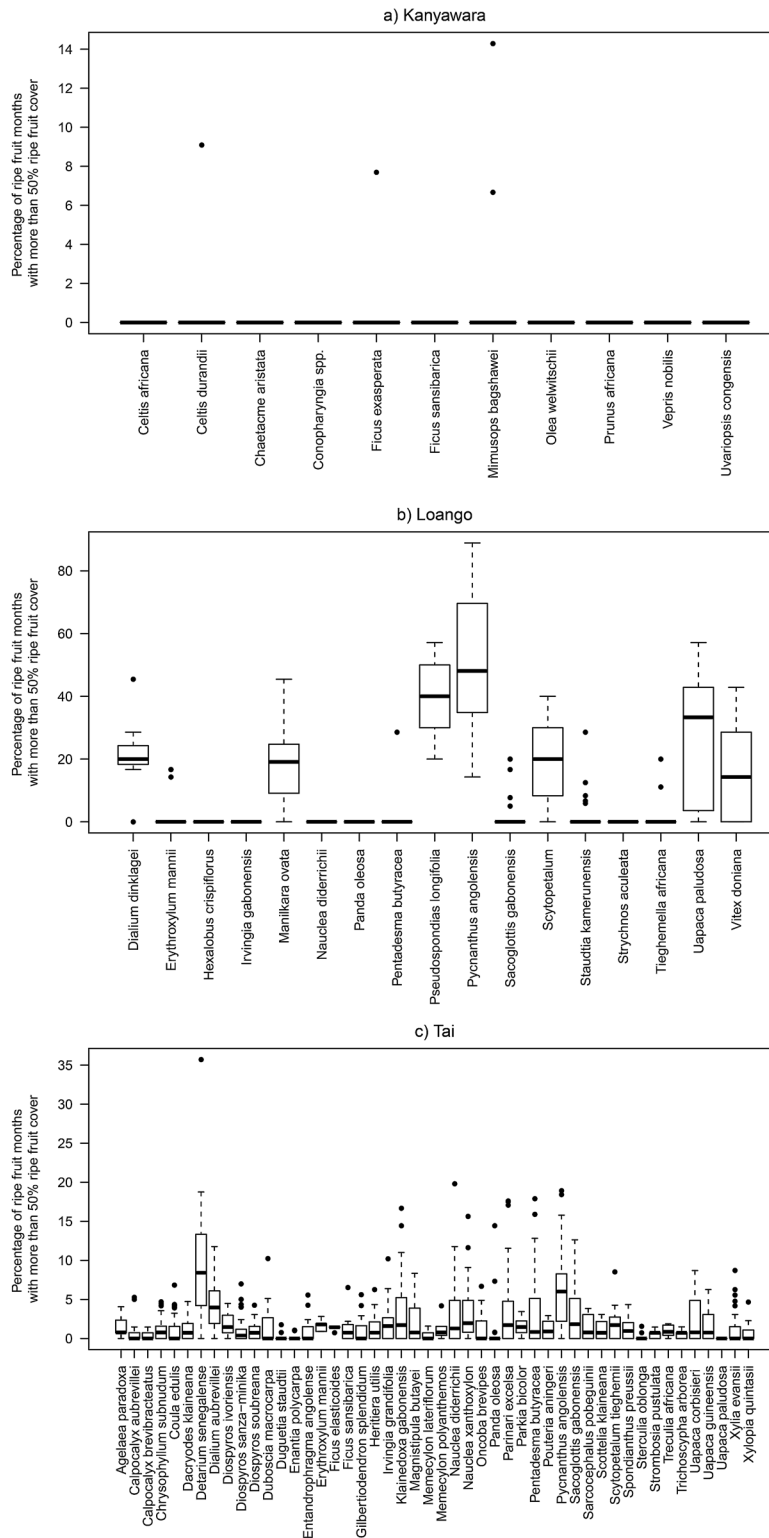 a) Kanyawara
Percentage of ripe fruit months
with more than 50% ripe fruit cover
14
12
10
8
6
4
2
0
Celtis africana
Celtis durandii
Chaetacme aristata
Conopharyngia spp.
Ficus exasperata
Ficus sansibarica
Mimusops bagshawei
Olea welwitschii
Prunus africana
Vepris nobilis
Uvariopsis congensis
b) Loango
Percentage of ripe fruit months
with more than 50% ripe fruit cover
80
60
40
20
0
Dialium dinklagei
Erythroxylum mannii
Hexalobus crispiflorus
Irvingia gabonensis
Manilkara ovata
Nauclea diderrichii
Panda oleosa
Pentadesma butyracea
Pseudospondias longifolia
Pycnanthus angolensis
Sacoglottis gabonensis
Scytopetalum
Staudtia kamerunensis
Strychnos aculeata
Tieghemella africana
Uapaca paludosa
Vitex doniana
c) Tai
Percentage of ripe fruit months
with more than 50% ripe fruit cover
35
30
25
20
15
10
5
0
Agelaea paradoxa
Calpocalyx aubrevillei
Calpocalyx brevibracteatus
Chrysophyllum subnudum
Coula edulis
Dacryodes klaineana
Detarium senegalense
Dialium aubrevillei
Diospyros ivoriensis
Diospyros sanza-minika
Diospyros soubreana
Duboscia macrocarpa
Duguetia staudtii
Enantia polycarpa
Entandrophragma angolense
Erythroxylum mannii
Ficus elasticoides
Ficus sansibarica
Gilbertiodendron splendidum
Heritiera utilis
Irvingia grandifolia
Klainedoxa gabonensis
Magnistipula butayei
Memecylon lateriflorum
Memecylon polyanthemos
Nauclea diderrichii
Nauclea xanthoxylon
Oncoba brevipes
Panda oleosa
Parinari excelsa
Parkia bicolor
Pentadesma butyracea
Pouteria aningeri
Pycnanthus angolensis
Sacoglottis gabonensis
Sarcocephalus pobeguinii
Scottellia klaineana
Scytopetalum tieghemii
Spondianthus preussii
Sterculia oblonga
Strombosia pustulata
Treculia africana
Trichoscypha arborea
Uapaca corbisieri
Uapaca guineensis
Uapaca paludosa
Xylia evansii
Xylopia quintasii